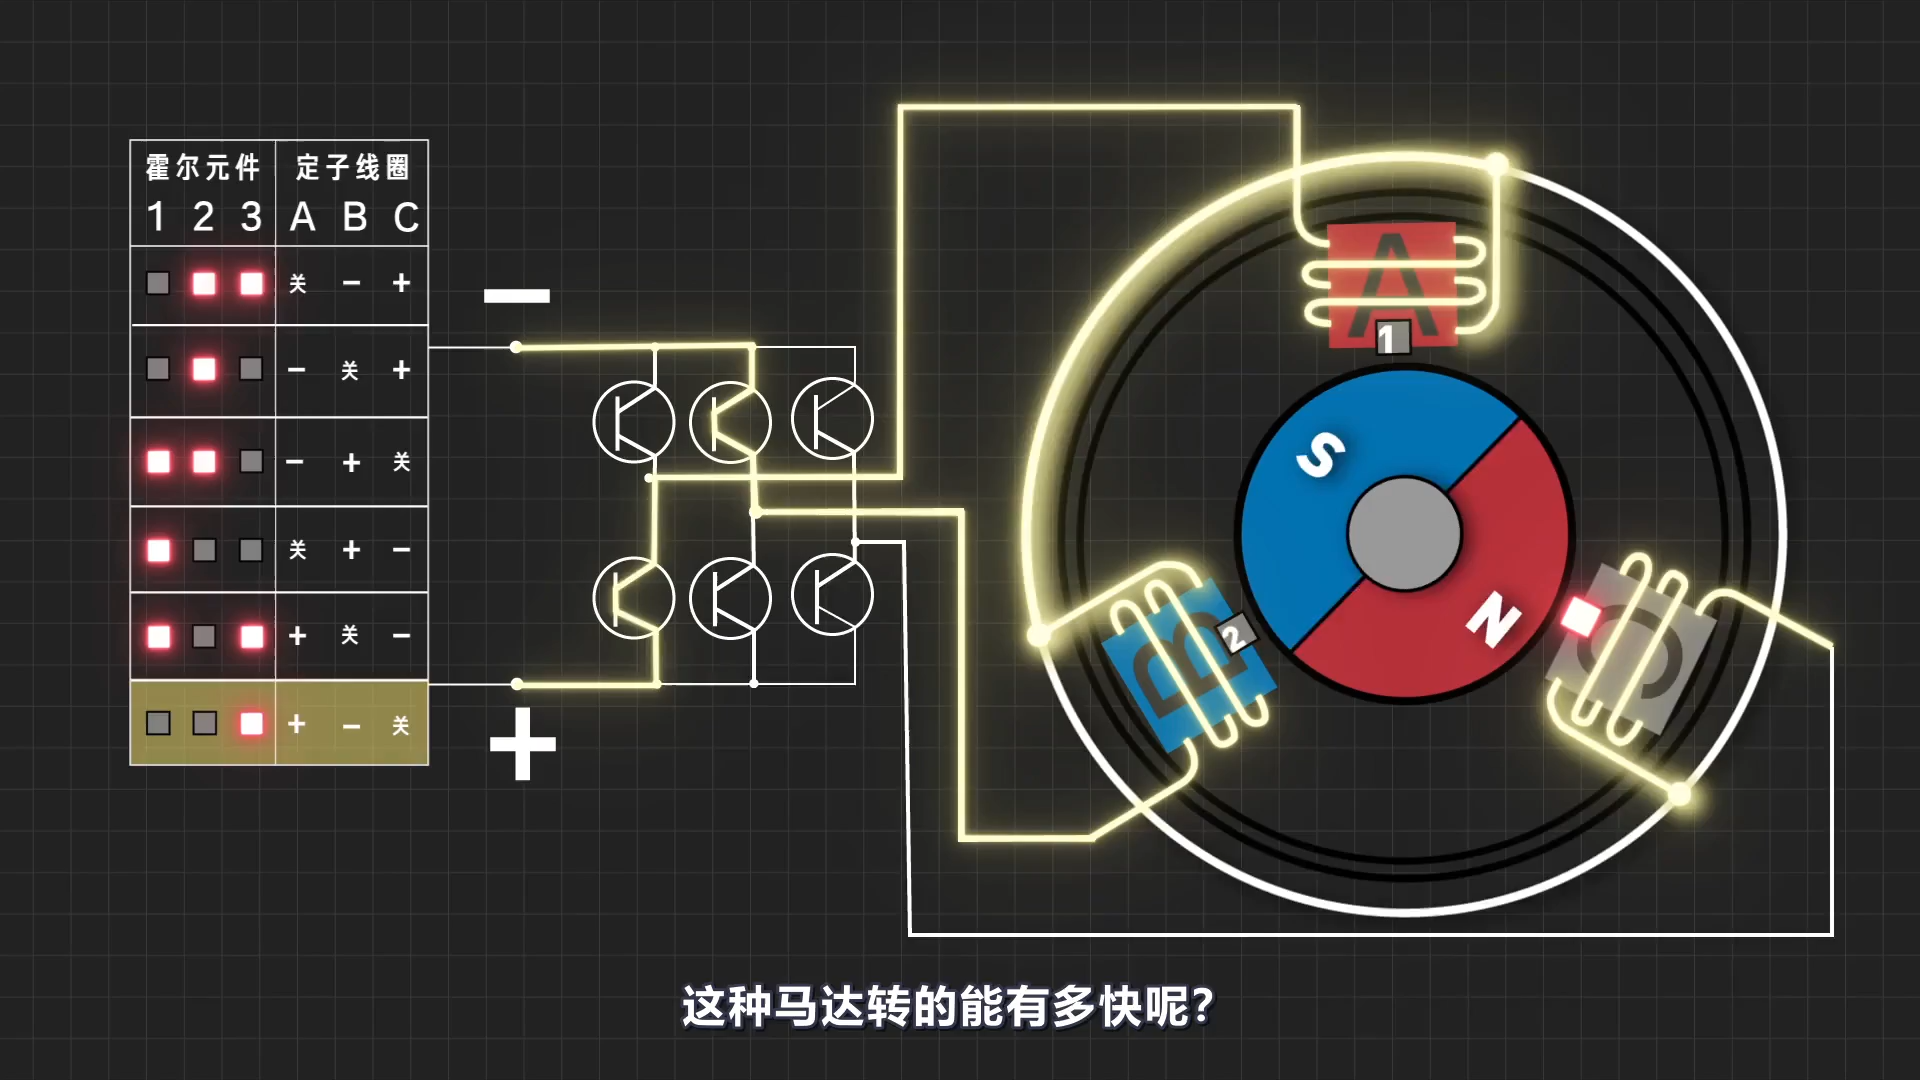 霍尔元件 定子线圈
1 2 3 A B C
关 − +
− 关 +
− + 关
关 + −
+ 关 −
+ − 关
−
+
A
1
S
N
B
2
C
这种马达转的能有多快呢？